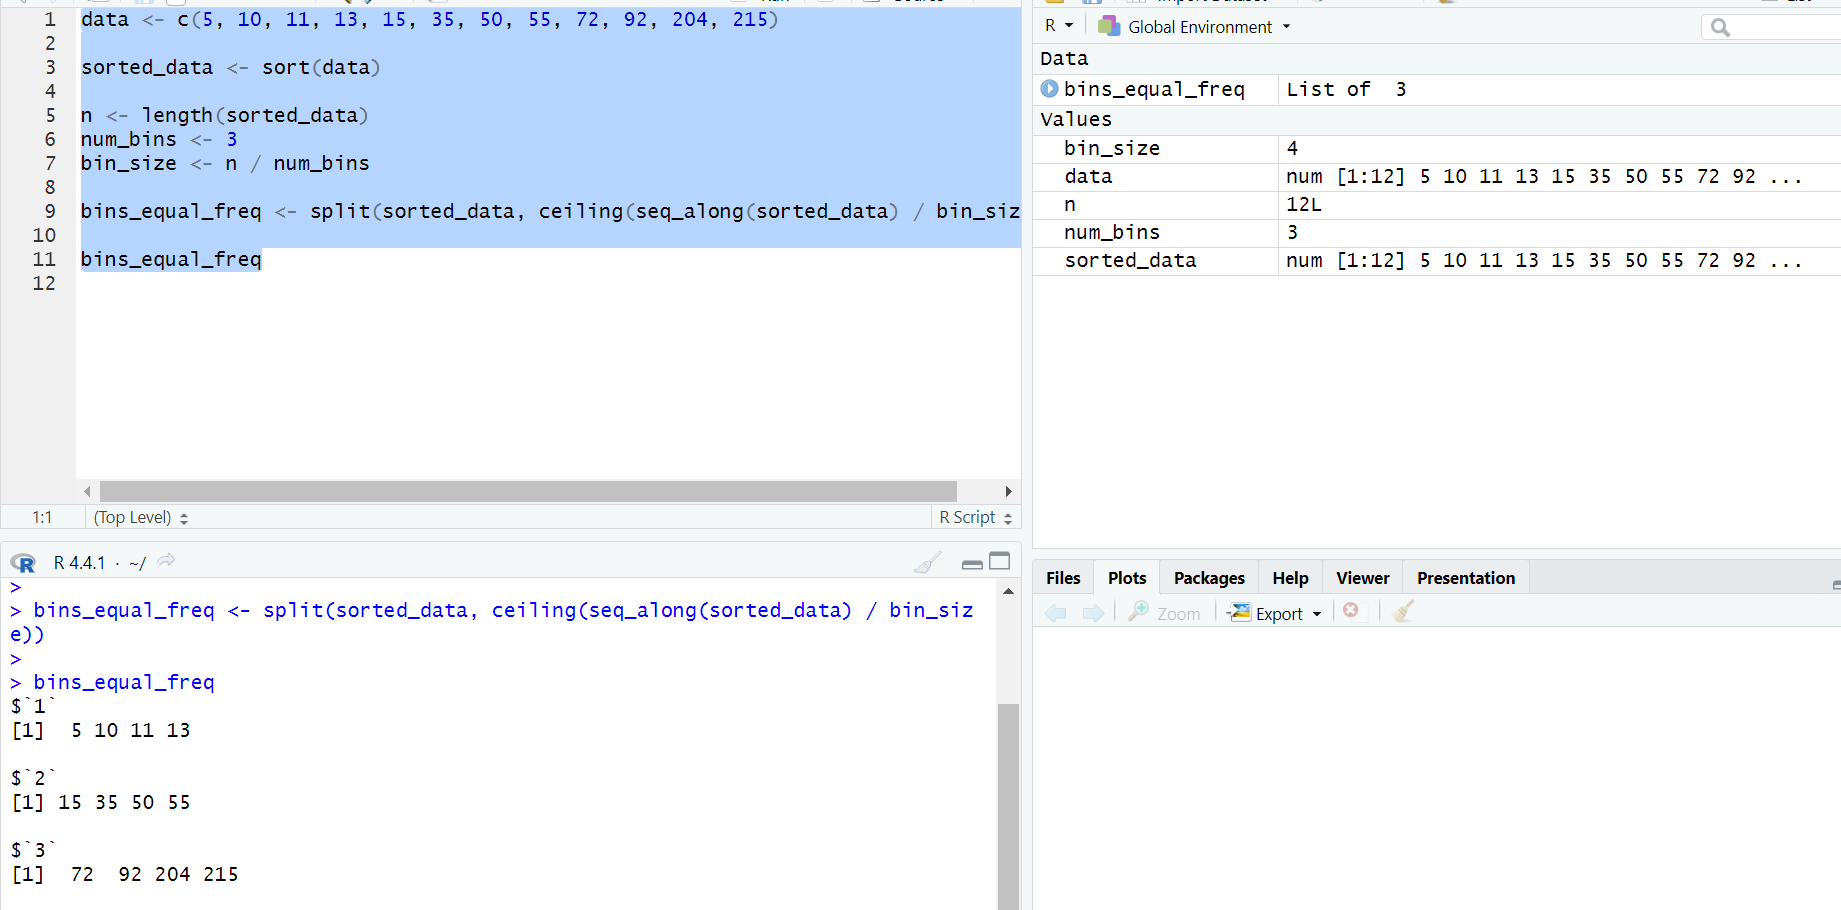 1 data <- c(5, 10, 11, 13, 15, 35, 50, 55, 72, 92, 204, 215)
2
3 sorted_data <- sort(data)
4
5 n <- length(sorted_data)
6 num_bins <- 3
7 bin_size <- n / num_bins
8
9 bins_equal_freq <- split(sorted_data, ceiling(seq_along(sorted_data) / bin_siz
10
11 bins_equal_freq
12
1:1 (Top Level) R Script
R 4.4.1 · ~/
>
> bins_equal_freq <- split(sorted_data, ceiling(seq_along(sorted_data) / bin_siz
e))
>
> bins_equal_freq
$`1`
[1]  5 10 11 13
$`2`
[1] 15 35 50 55
$`3`
[1]  72  92 204 215
R Global Environment
Data
bins_equal_freq List of  3
Values
bin_size 4
data num [1:12] 5 10 11 13 15 35 50 55 72 92 ...
n 12L
num_bins 3
sorted_data num [1:12] 5 10 11 13 15 35 50 55 72 92 ...
Files Plots Packages Help Viewer Presentation
Zoom Export